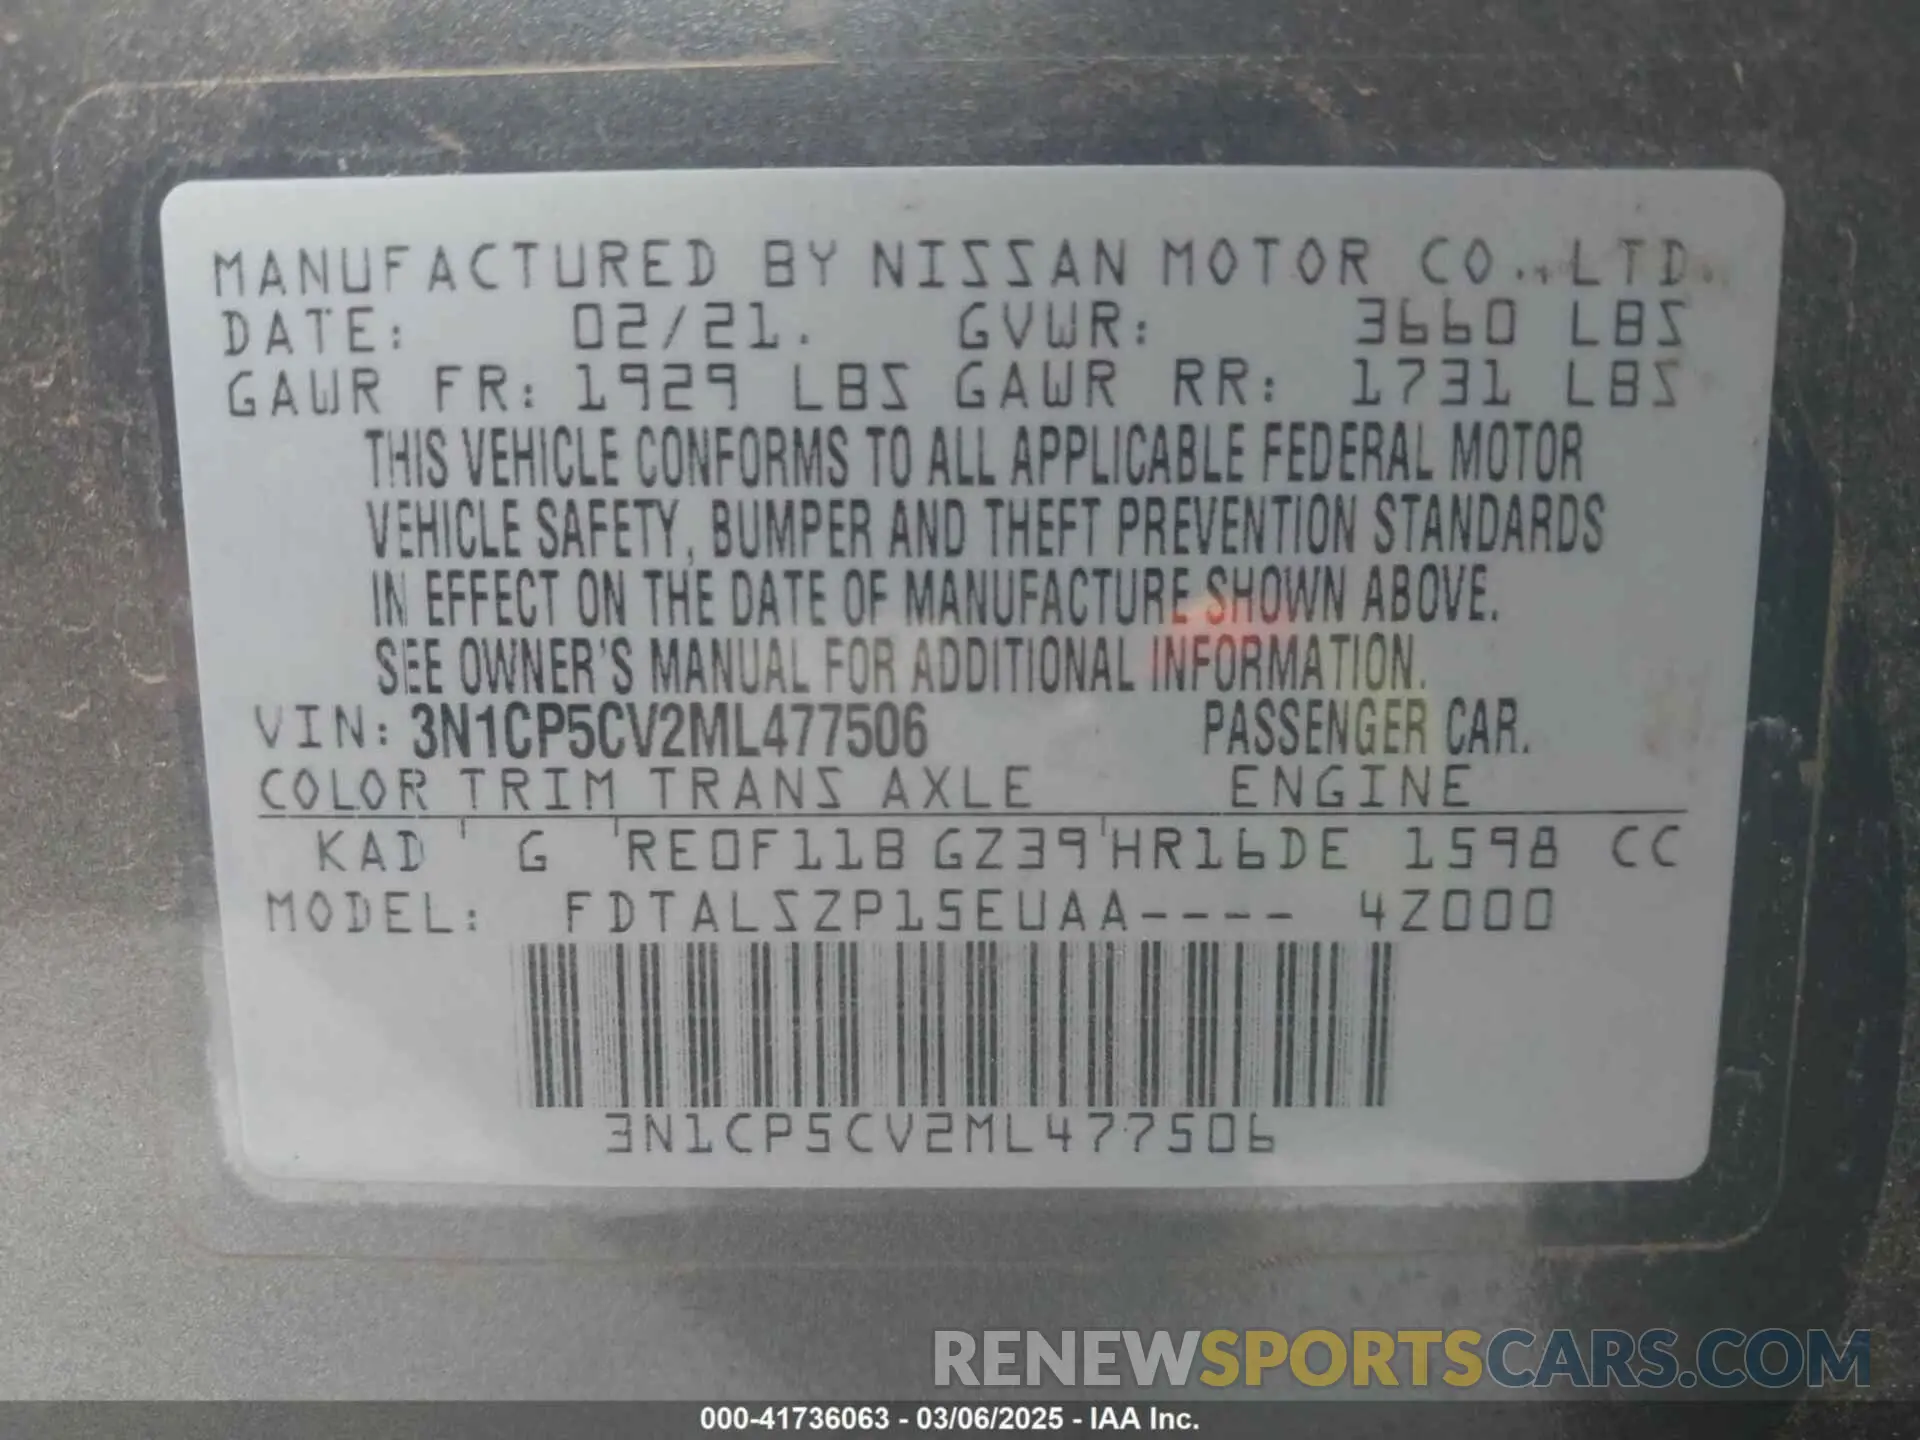 MANUFACTURED BY NISSAN MOTOR CO., LTD.
DATE: 02/21. GVWR: 3660 LBS
GAWR FR: 1929 LBS GAWR RR: 1731 LBS
THIS VEHICLE CONFORMS TO ALL APPLICABLE FEDERAL MOTOR
VEHICLE SAFETY, BUMPER AND THEFT PREVENTION STANDARDS
IN EFFECT ON THE DATE OF MANUFACTURE SHOWN ABOVE.
SEE OWNER'S MANUAL FOR ADDITIONAL INFORMATION.
VIN: 3N1CP5CV2ML477506 PASSENGER CAR.
COLOR TRIM TRANS AXLE ENGINE
KAD G RE0F11B GZ39 HR16DE 1598 CC
MODEL: FDTALSZP15EUAA---- 4Z000
3N1CP5CV2ML477506
RENEWSPORTSCARS.COM
000-41736063 - 03/06/2025 - IAA Inc.